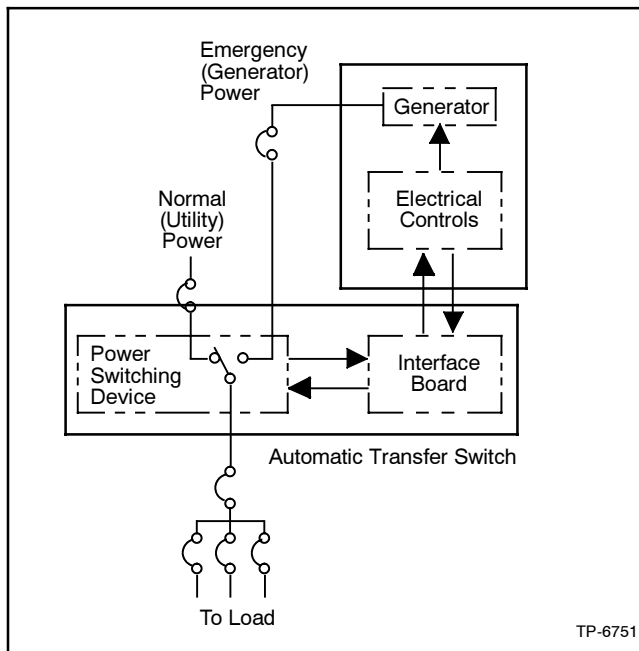 Emergency
(Generator)
Power
Generator
Normal
(Utility)
Power
Electrical
Controls
Power
Switching
Device
Interface
Board
Automatic Transfer Switch
To Load
TP-6751